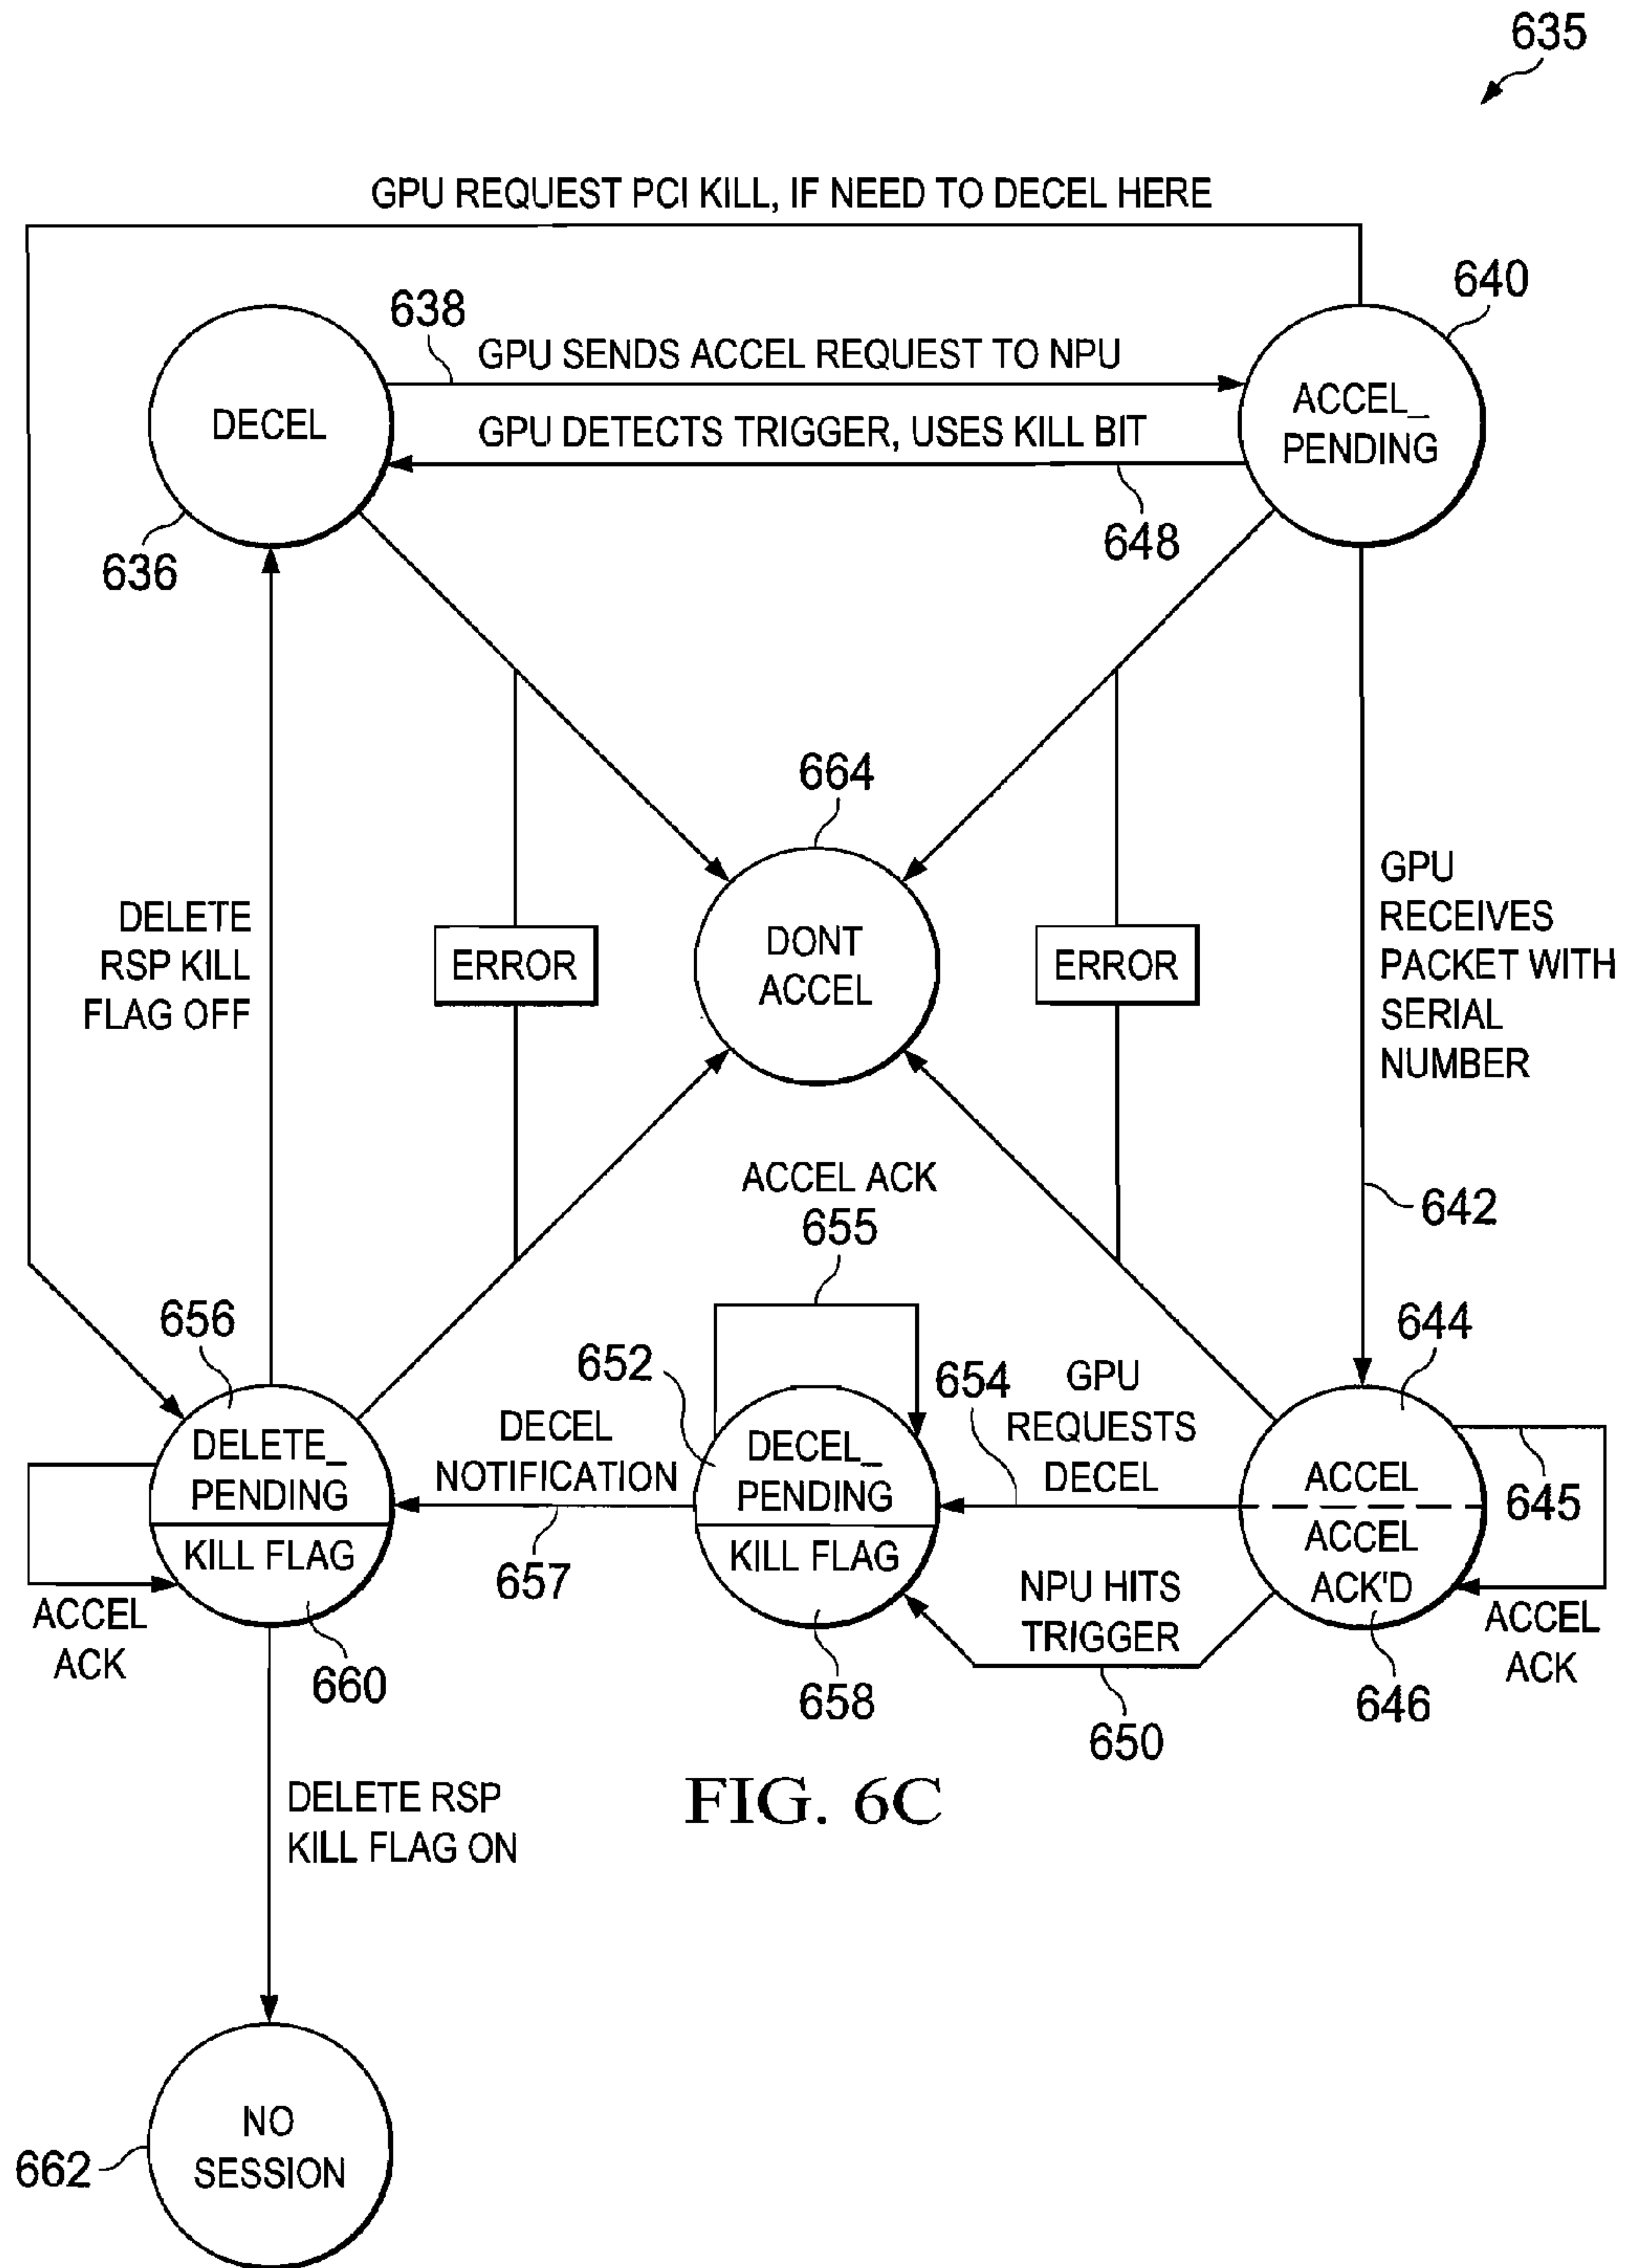 635
GPU REQUEST PCI KILL, IF NEED TO DECEL HERE
640
638
GPU SENDS ACCEL REQUEST TO NPU
DECEL
ACCEL_
PENDING
GPU DETECTS TRIGGER, USES KILL BIT
648
636
664
DELETE
RSP KILL
FLAG OFF
ERROR
DONT
ACCEL
ERROR
GPU
RECEIVES
PACKET WITH
SERIAL
NUMBER
ACCEL ACK
655
642
656
652
654
GPU
REQUESTS
DECEL
644
DELETE_
PENDING
KILL FLAG
DECEL
NOTIFICATION
657
DECEL_
PENDING
KILL FLAG
ACCEL
ACCEL
ACK'D
645
ACCEL
ACK
660
658
NPU HITS
TRIGGER
650
646
ACCEL
ACK
DELETE RSP
KILL FLAG ON
FIG. 6C
NO
SESSION
662